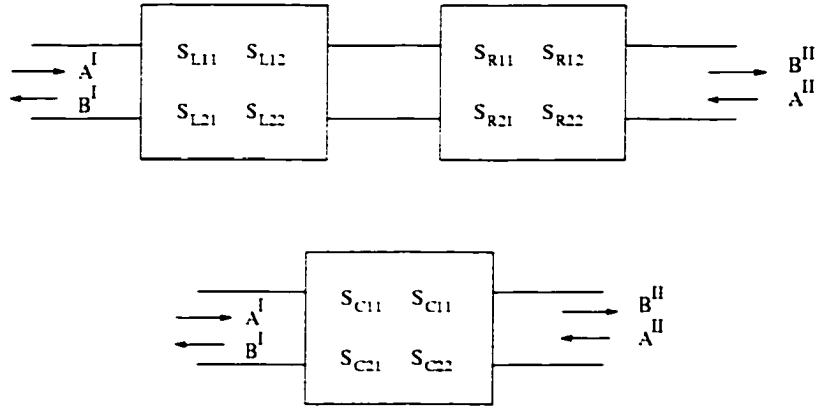 S_L11 S_L12 S_R11 S_R12
A^I B^II
B^I A^II
S_L21 S_L22 S_R21 S_R22
S_C11 S_C11
A^I B^II
B^I A^II
S_C21 S_C22